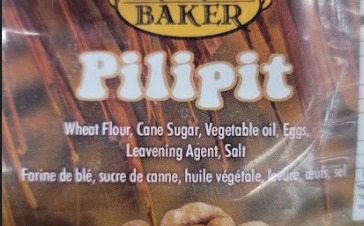 BAKER
Pilipit
Wheat Flour, Cane Sugar, Vegetable oil, Eggs,
Leavening Agent, Salt
Farine de blé, sucre de canne, huile végétale, levure, œufs, sel